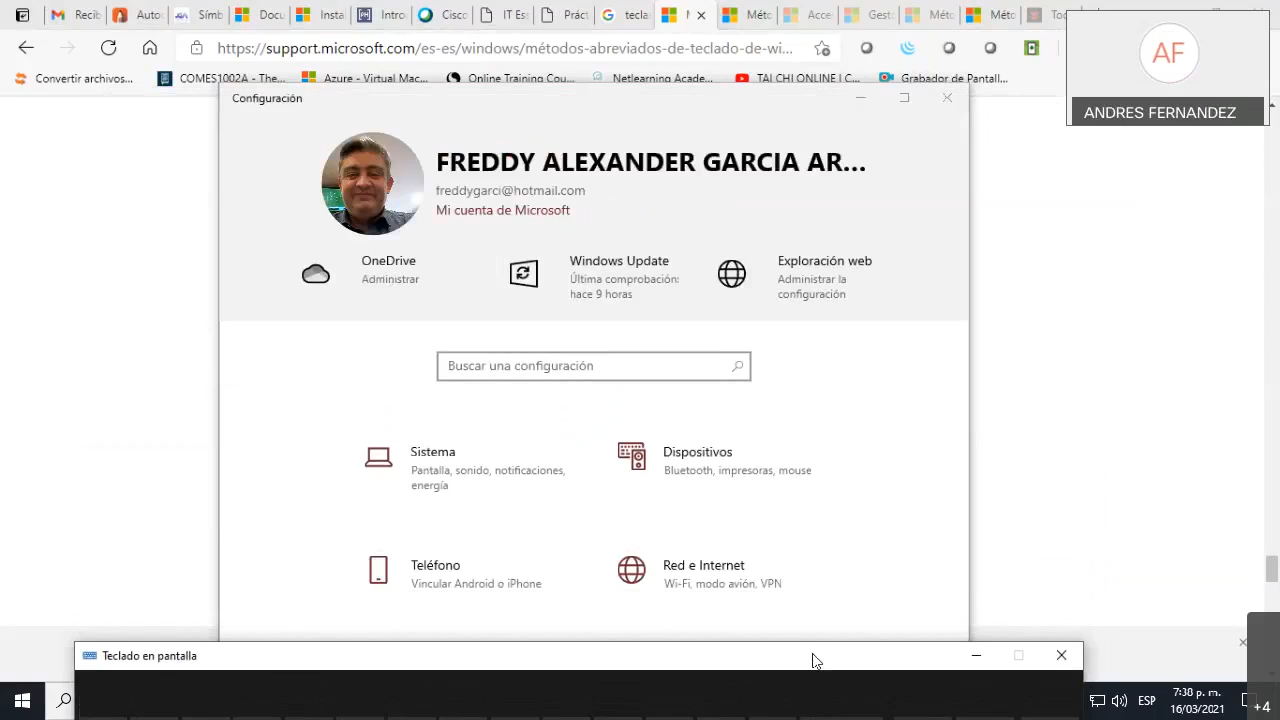 Recib
Auto
Símb
Docu
Insta
Intro
Cisco
IT Ess
Práct
tecla
M
Méto
Acce
Gest
Méto
Méto
Too
https://support.microsoft.com/es-es/windows/métodos-abreviados-de-teclado-de-wi...
Convertir archivos...
COMES1002A - The...
Azure - Virtual Mac...
Online Training Cou...
Netlearning Acade...
TAI CHI ONLINE I C...
Grabador de Pantall...
AF
ANDRES FERNANDEZ
Configuración
FREDDY ALEXANDER GARCIA AR...
freddygarci@hotmail.com
Mi cuenta de Microsoft
OneDrive
Administrar
Windows Update
Última comprobación:
hace 9 horas
Exploración web
Administrar la
configuración
Buscar una configuración
Sistema
Pantalla, sonido, notificaciones,
energía
Dispositivos
Bluetooth, impresoras, mouse
Teléfono
Vincular Android o iPhone
Red e Internet
Wi-Fi, modo avión, VPN
Teclado en pantalla
ESP
7:38 p. m.
16/03/2021
+4